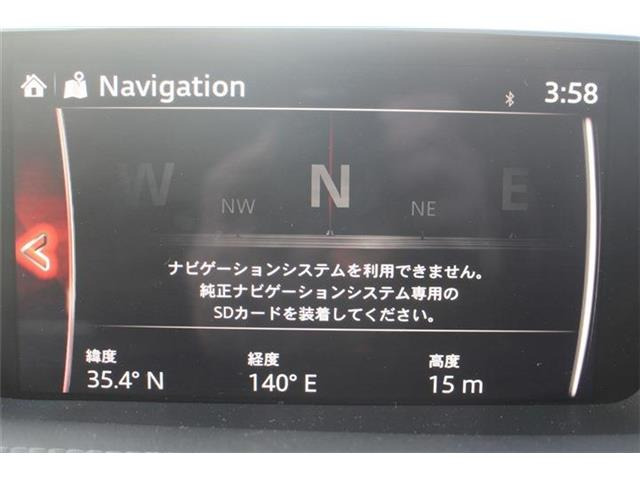 Navigation
3:58
W N E
NW NE
ナビゲーションシステムを利用できません。
純正ナビゲーションシステム専用の
SDカードを装着してください。
緯度 経度 高度
35.4° N 140° E 15 m